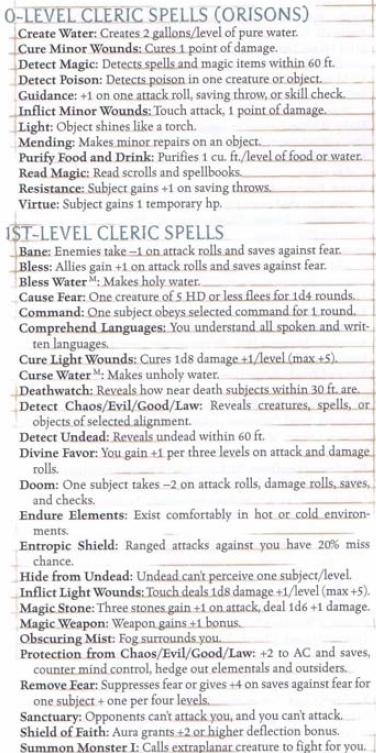 0-LEVEL CLERIC SPELLS (ORISONS)
Create Water: Creates 2 gallons/level of pure water.
Cure Minor Wounds: Cures 1 point of damage.
Detect Magic: Detects spells and magic items within 60 ft.
Detect Poison: Detects poison in one creature or object.
Guidance: +1 on one attack roll, saving throw, or skill check.
Inflict Minor Wounds: Touch attack, 1 point of damage.
Light: Object shines like a torch.
Mending: Makes minor repairs on an object.
Purify Food and Drink: Purifies 1 cu. ft./level of food or water.
Read Magic: Read scrolls and spellbooks.
Resistance: Subject gains +1 on saving throws.
Virtue: Subject gains 1 temporary hp.
1ST-LEVEL CLERIC SPELLS
Bane: Enemies take –1 on attack rolls and saves against fear.
Bless: Allies gain +1 on attack rolls and saves against fear.
Bless Water M: Makes holy water.
Cause Fear: One creature of 5 HD or less flees for 1d4 rounds.
Command: One subject obeys selected command for 1 round.
Comprehend Languages: You understand all spoken and writ-
ten languages.
Cure Light Wounds: Cures 1d8 damage +1/level (max +5).
Curse Water M: Makes unholy water.
Deathwatch: Reveals how near death subjects within 30 ft. are.
Detect Chaos/Evil/Good/Law: Reveals creatures, spells, or
objects of selected alignment.
Detect Undead: Reveals undead within 60 ft.
Divine Favor: You gain +1 per three levels on attack and damage
rolls.
Doom: One subject takes –2 on attack rolls, damage rolls, saves,
and checks.
Endure Elements: Exist comfortably in hot or cold environ-
ments.
Entropic Shield: Ranged attacks against you have 20% miss
chance.
Hide from Undead: Undead can't perceive one subject/level.
Inflict Light Wounds: Touch deals 1d8 damage +1/level (max +5).
Magic Stone: Three stones gain +1 on attack, deal 1d6 +1 damage.
Magic Weapon: Weapon gains +1 bonus.
Obscuring Mist: Fog surrounds you.
Protection from Chaos/Evil/Good/Law: +2 to AC and saves,
counter mind control, hedge out elementals and outsiders.
Remove Fear: Suppresses fear or gives +4 on saves against fear for
one subject + one per four levels.
Sanctuary: Opponents can't attack you, and you can't attack.
Shield of Faith: Aura grants +2 or higher deflection bonus.
Summon Monster I: Calls extraplanar creature to fight for you.